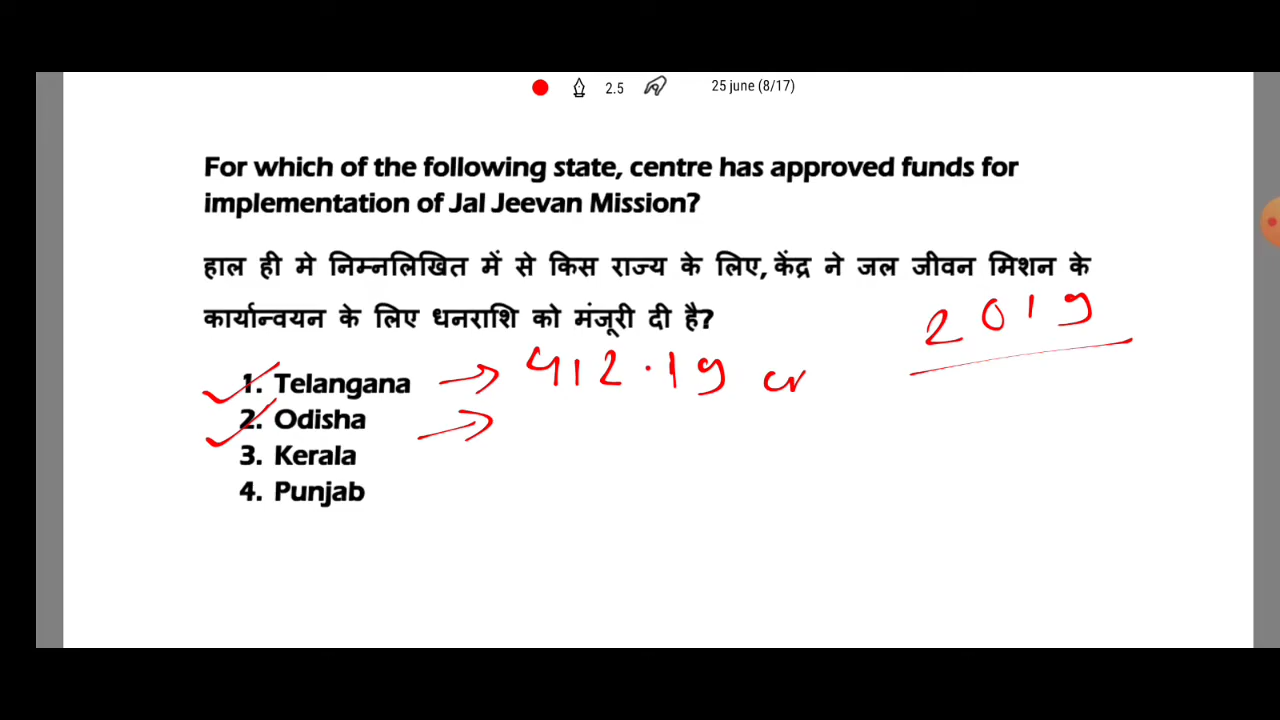 2.5 25 june (8/17)
For which of the following state, centre has approved funds for
implementation of Jal Jeevan Mission?
हाल ही मे निम्नलिखित में से किस राज्य के लिए, केंद्र ने जल जीवन मिशन के
कार्यान्वयन के लिए धनराशि को मंजूरी दी है?
2019
1. Telangana → 412.19 cr
2. Odisha →
3. Kerala
4. Punjab